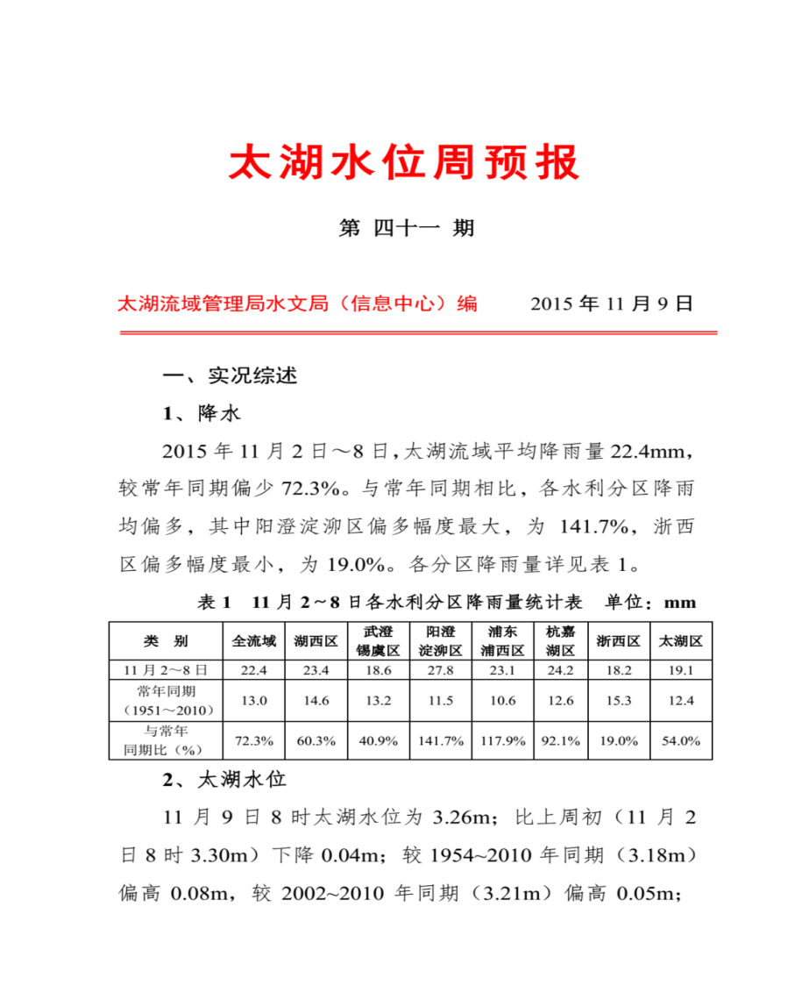 太湖水位周预报
第 四十一 期
太湖流域管理局水文局（信息中心）编 2015 年 11 月 9 日
一、实况综述
1、降水
2015 年 11 月 2 日～8 日，太湖流域平均降雨量 22.4mm，
较常年同期偏少 72.3%。与常年同期相比，各水利分区降雨
均偏多，其中阳澄淀泖区偏多幅度最大，为 141.7%，浙西
区偏多幅度最小，为 19.0%。各分区降雨量详见表 1。
表 1 11 月 2～8 日各水利分区降雨量统计表 单位：mm
类 别 全流域 湖西区 武澄锡虞区 阳澄淀泖区 浦东浦西区 杭嘉湖区 浙西区 太湖区
11 月 2～8 日 22.4 23.4 18.6 27.8 23.1 24.2 18.2 19.1
常年同期（1951～2010） 13.0 14.6 13.2 11.5 10.6 12.6 15.3 12.4
与常年同期比（%） 72.3% 60.3% 40.9% 141.7% 117.9% 92.1% 19.0% 54.0%
2、太湖水位
11 月 9 日 8 时太湖水位为 3.26m；比上周初（11 月 2
日 8 时 3.30m）下降 0.04m；较 1954~2010 年同期（3.18m）
偏高 0.08m，较 2002~2010 年同期（3.21m）偏高 0.05m；